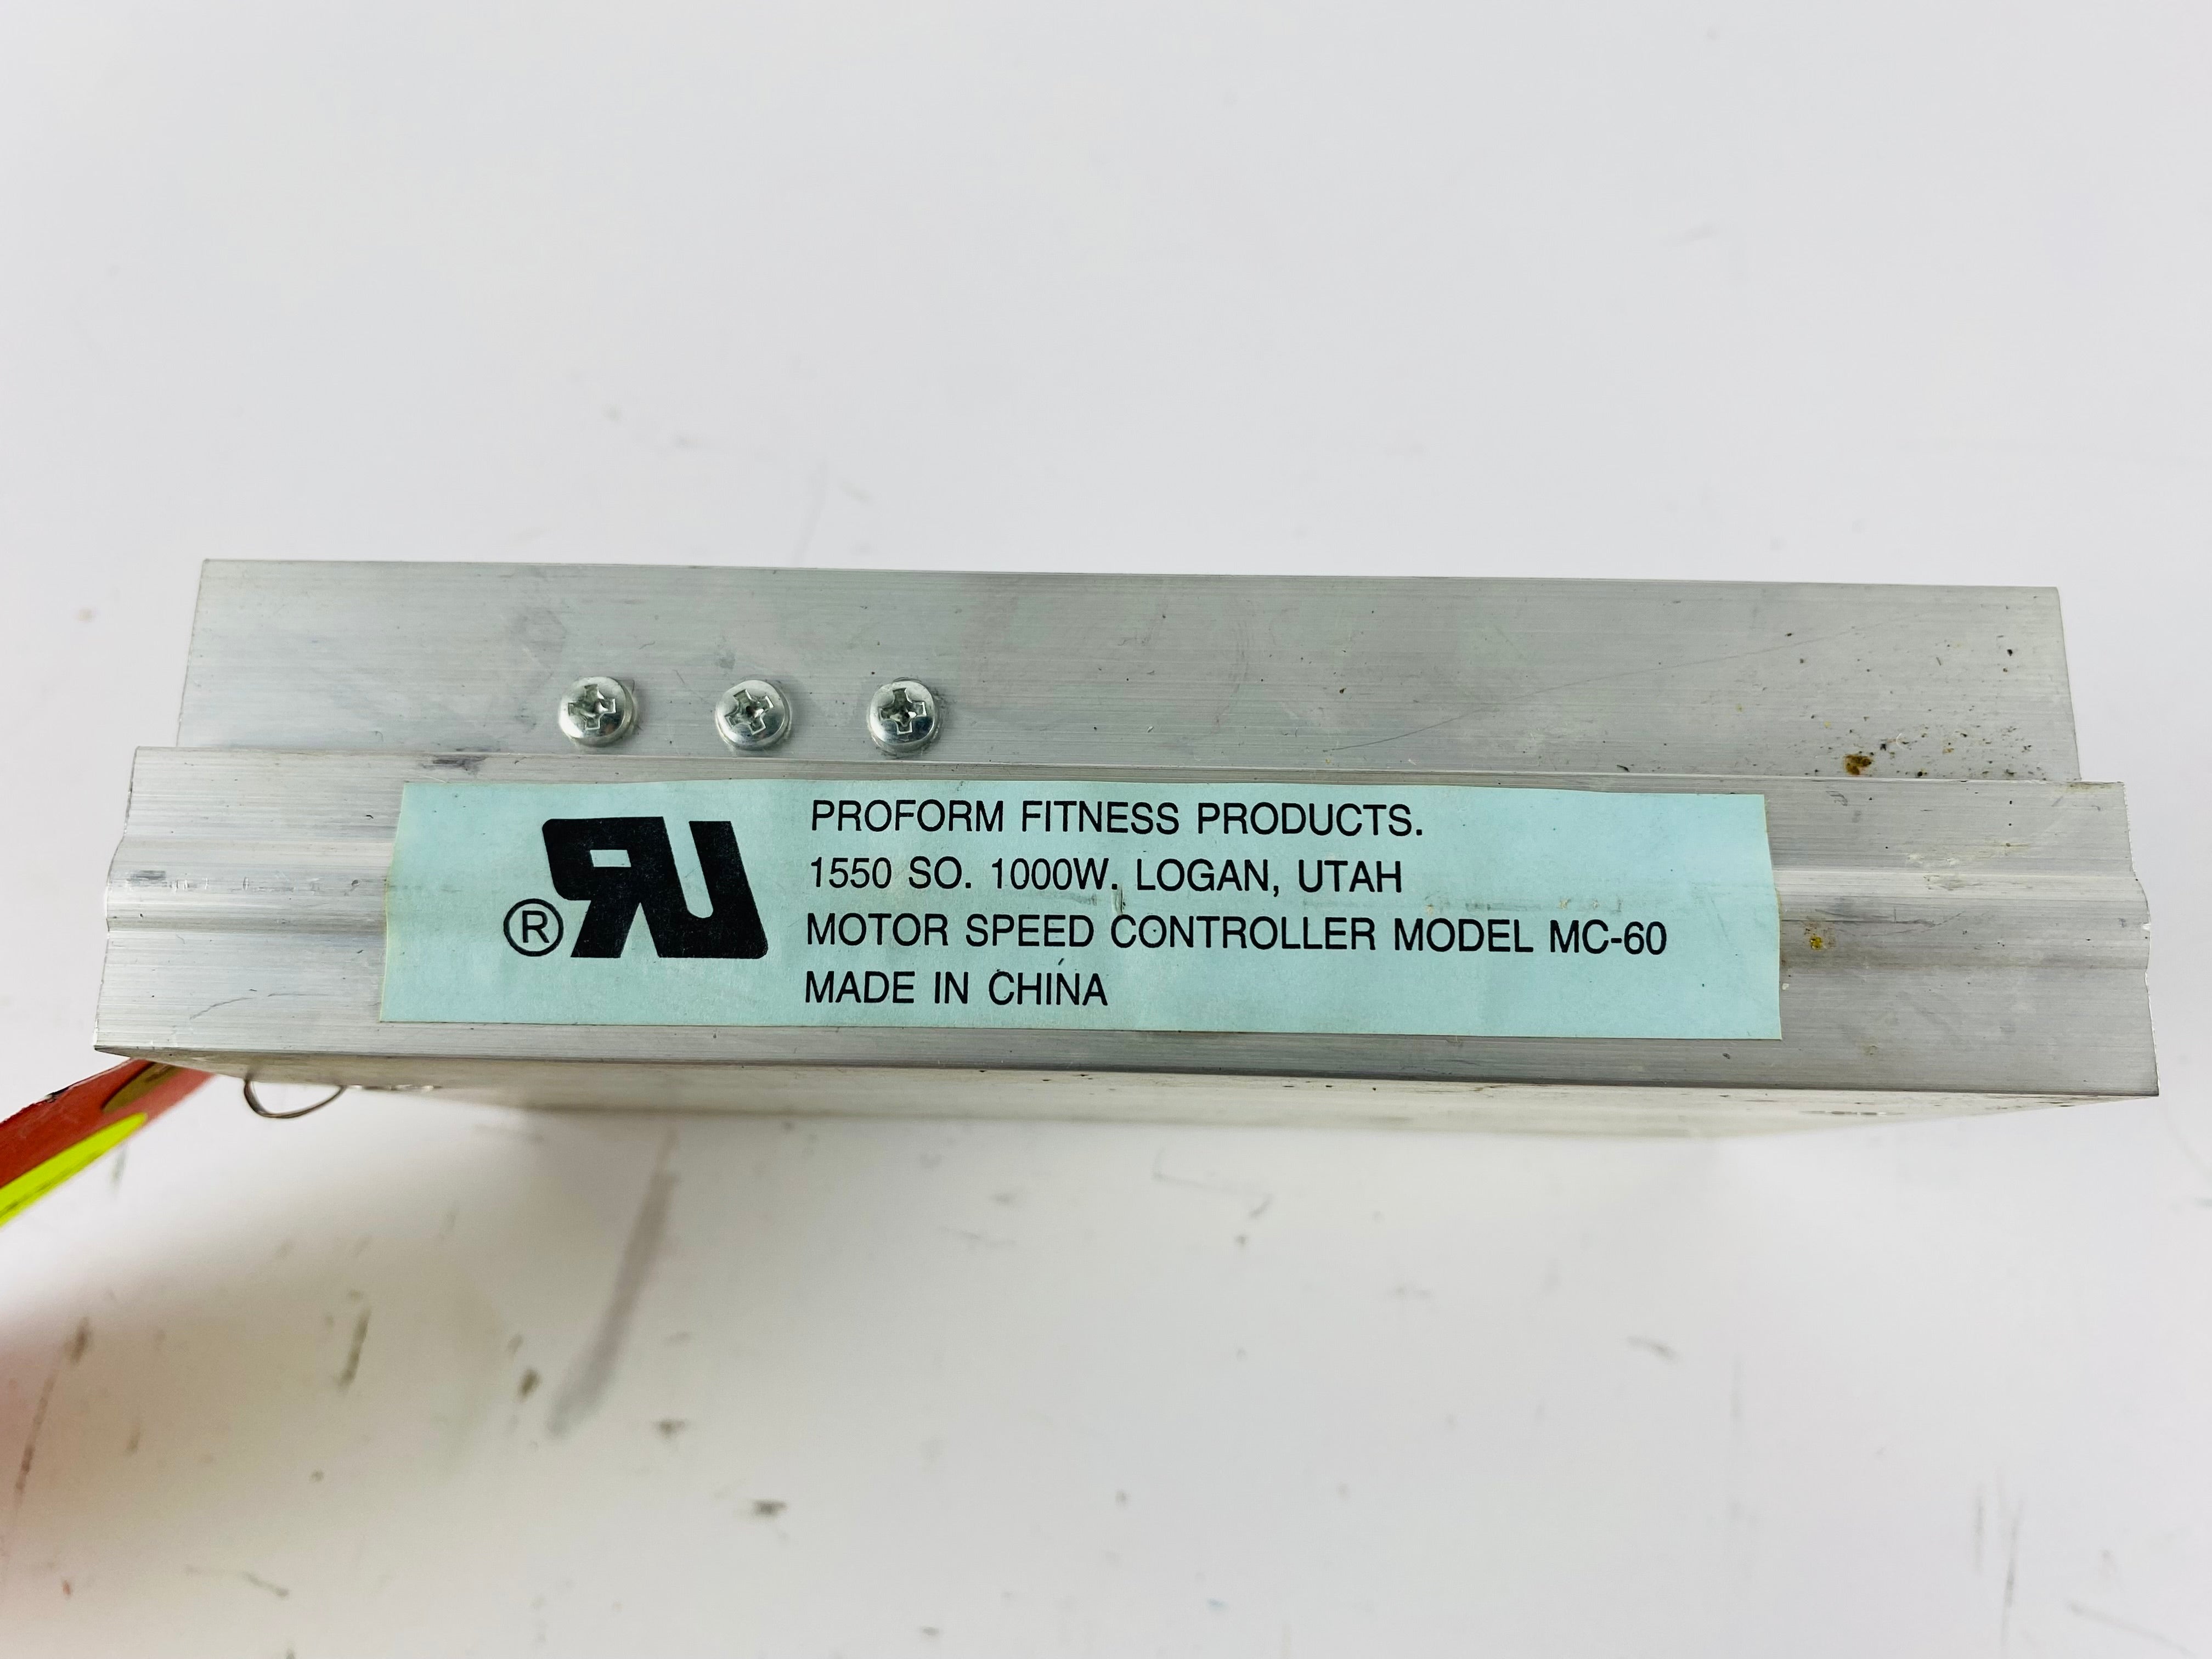 PROFORM FITNESS PRODUCTS.
1550 SO. 1000W. LOGAN, UTAH
MOTOR SPEED CONTROLLER MODEL MC-60
MADE IN CHINA
®